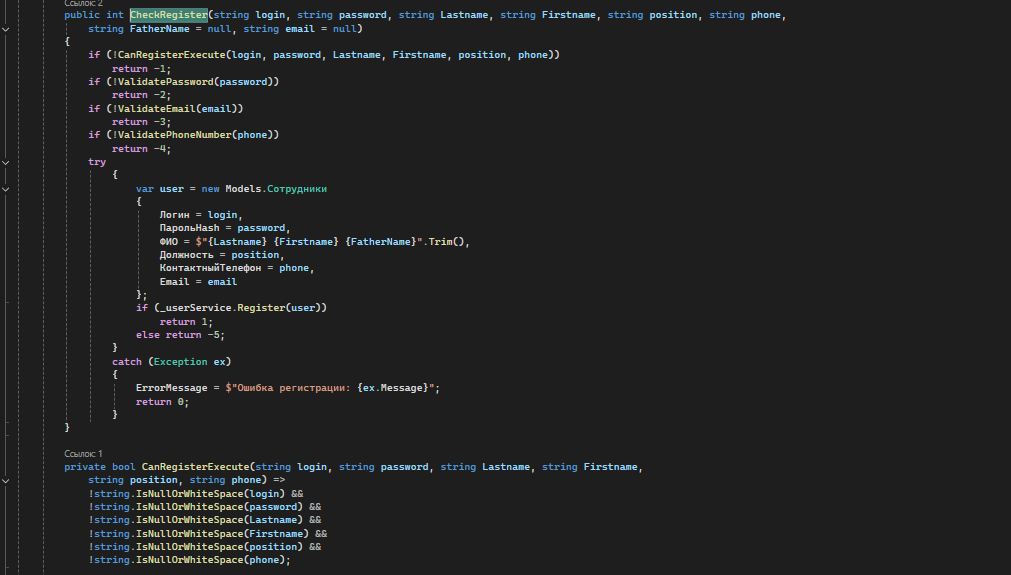 Ссылок: 2
public int CheckRegister(string login, string password, string Lastname, string Firstname, string position, string phone,
    string FatherName = null, string email = null)
{
    if (!CanRegisterExecute(login, password, Lastname, Firstname, position, phone))
        return -1;
    if (!ValidatePassword(password))
        return -2;
    if (!ValidateEmail(email))
        return -3;
    if (!ValidatePhoneNumber(phone))
        return -4;
    try
        {
            var user = new Models.Сотрудники
            {
                Логин = login,
                ПарольHash = password,
                ФИО = $"{Lastname} {Firstname} {FatherName}".Trim(),
                Должность = position,
                КонтактныйТелефон = phone,
                Email = email
            };
            if (_userService.Register(user))
                return 1;
            else return -5;
        }
        catch (Exception ex)
        {
            ErrorMessage = $"Ошибка регистрации: {ex.Message}";
            return 0;
        }
}
Ссылок: 1
private bool CanRegisterExecute(string login, string password, string Lastname, string Firstname,
    string position, string phone) =>
    !string.IsNullOrWhiteSpace(login) &&
    !string.IsNullOrWhiteSpace(password) &&
    !string.IsNullOrWhiteSpace(Lastname) &&
    !string.IsNullOrWhiteSpace(Firstname) &&
    !string.IsNullOrWhiteSpace(position) &&
    !string.IsNullOrWhiteSpace(phone);